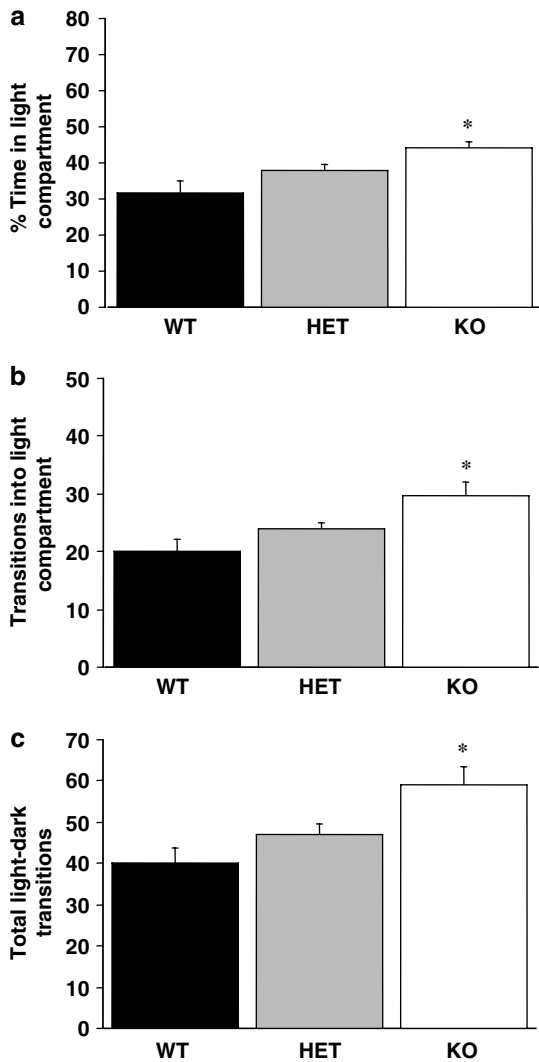 a
% Time in light
compartment
80
70
60
50
40
30
20
10
0
*
WT HET KO
b
Transitions into light
compartment
50
40
30
20
10
0
*
WT HET KO
c
Total light-dark
transitions
70
60
50
40
30
20
10
0
*
WT HET KO